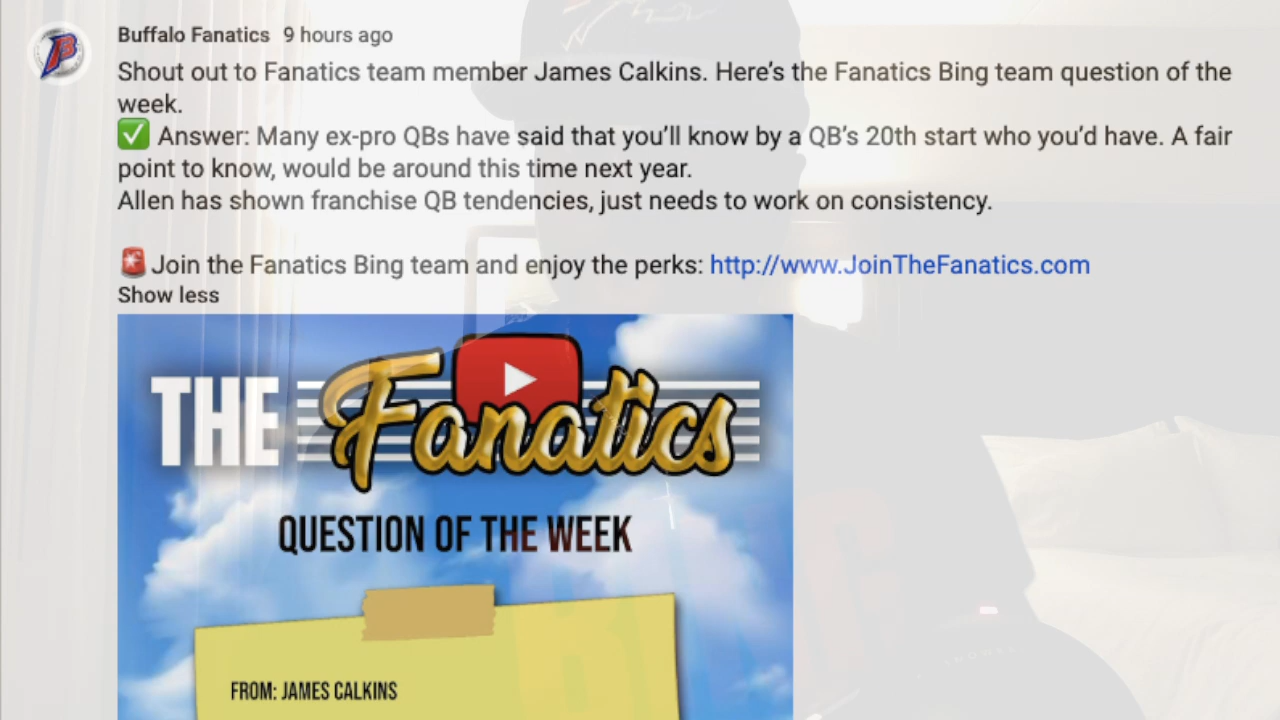 Buffalo Fanatics 9 hours ago
Shout out to Fanatics team member James Calkins. Here's the Fanatics Bing team question of the
week.
✅ Answer: Many ex-pro QBs have said that you'll know by a QB's 20th start who you'd have. A fair
point to know, would be around this time next year.
Allen has shown franchise QB tendencies, just needs to work on consistency.
🚨Join the Fanatics Bing team and enjoy the perks: http://www.JoinTheFanatics.com
Show less
THE Fanatics
QUESTION OF THE WEEK
FROM: JAMES CALKINS
BING